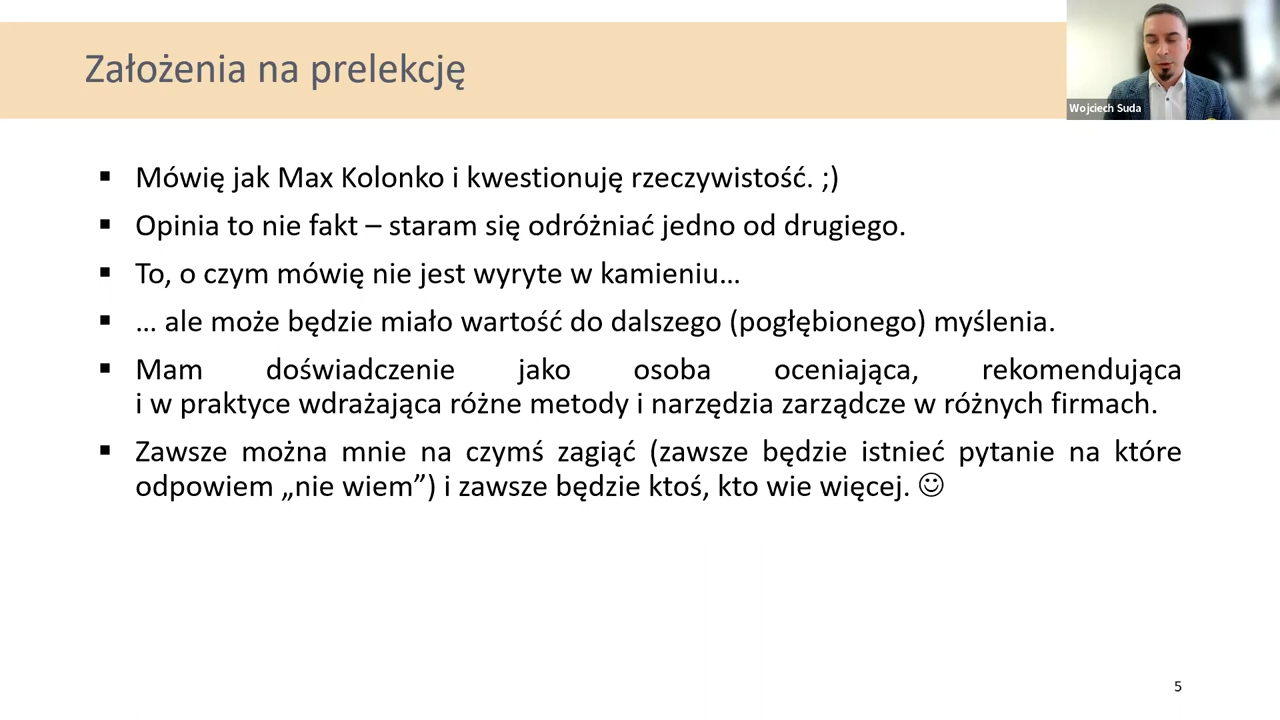 Założenia na prelekcję
Wojciech Suda
▪ Mówię jak Max Kolonko i kwestionuję rzeczywistość. ;)
▪ Opinia to nie fakt – staram się odróżniać jedno od drugiego.
▪ To, o czym mówię nie jest wyryte w kamieniu…
▪ … ale może będzie miało wartość do dalszego (pogłębionego) myślenia.
▪ Mam doświadczenie jako osoba oceniająca, rekomendująca
i w praktyce wdrażająca różne metody i narzędzia zarządcze w różnych firmach.
▪ Zawsze można mnie na czymś zagiąć (zawsze będzie istnieć pytanie na które
odpowiem „nie wiem”) i zawsze będzie ktoś, kto wie więcej. ☺
5